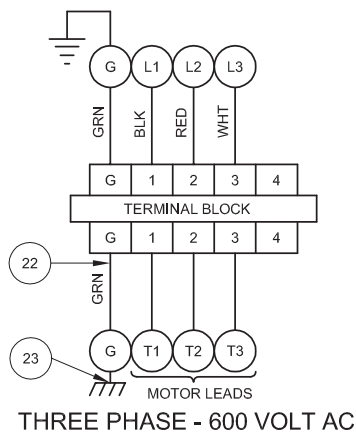 G L1 L2 L3
GRN BLK RED WHT
G 1 2 3 4
TERMINAL BLOCK
G 1 2 3 4
22
GRN
23
G T1 T2 T3
MOTOR LEADS
THREE PHASE - 600 VOLT AC